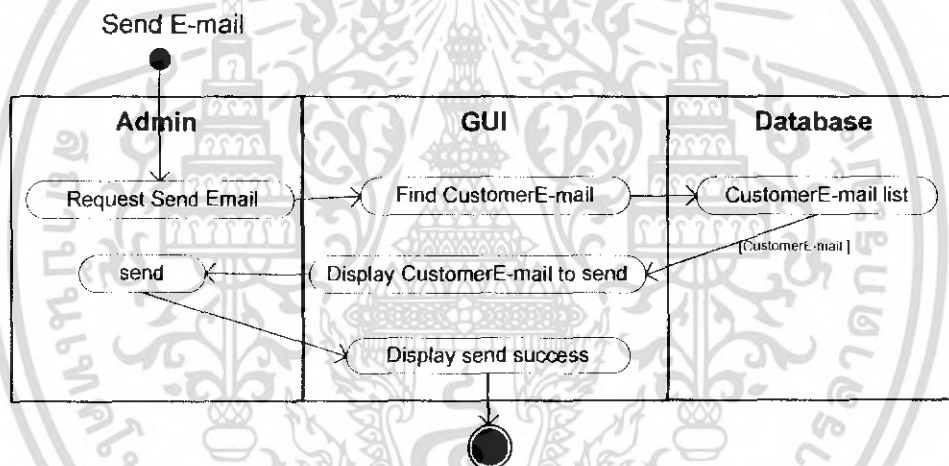 Send E-mail
Admin
GUI
Database
Request Send Email
Find CustomerE-mail
CustomerE-mail list
[CustomerE-mail ]
send
Display CustomerE-mail to send
Display send success